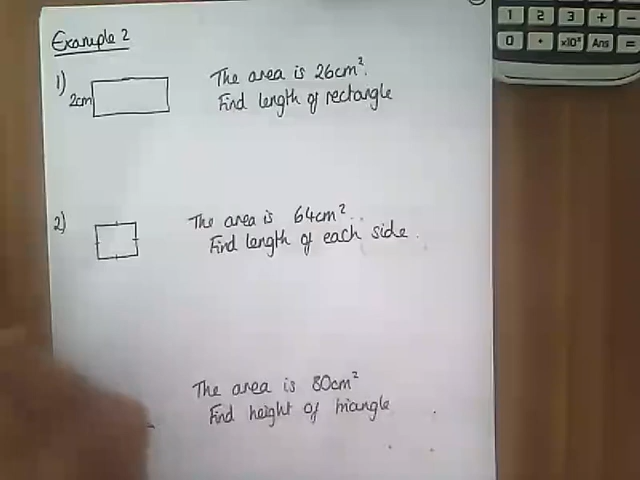 Example 2
1)
2cm
The area is 26cm².
Find length of rectangle
2)
The area is 64cm²..
Find length of each side.
The area is 80cm²
Find height of triangle
1 2 3 + −
0 · ×10ˣ Ans =